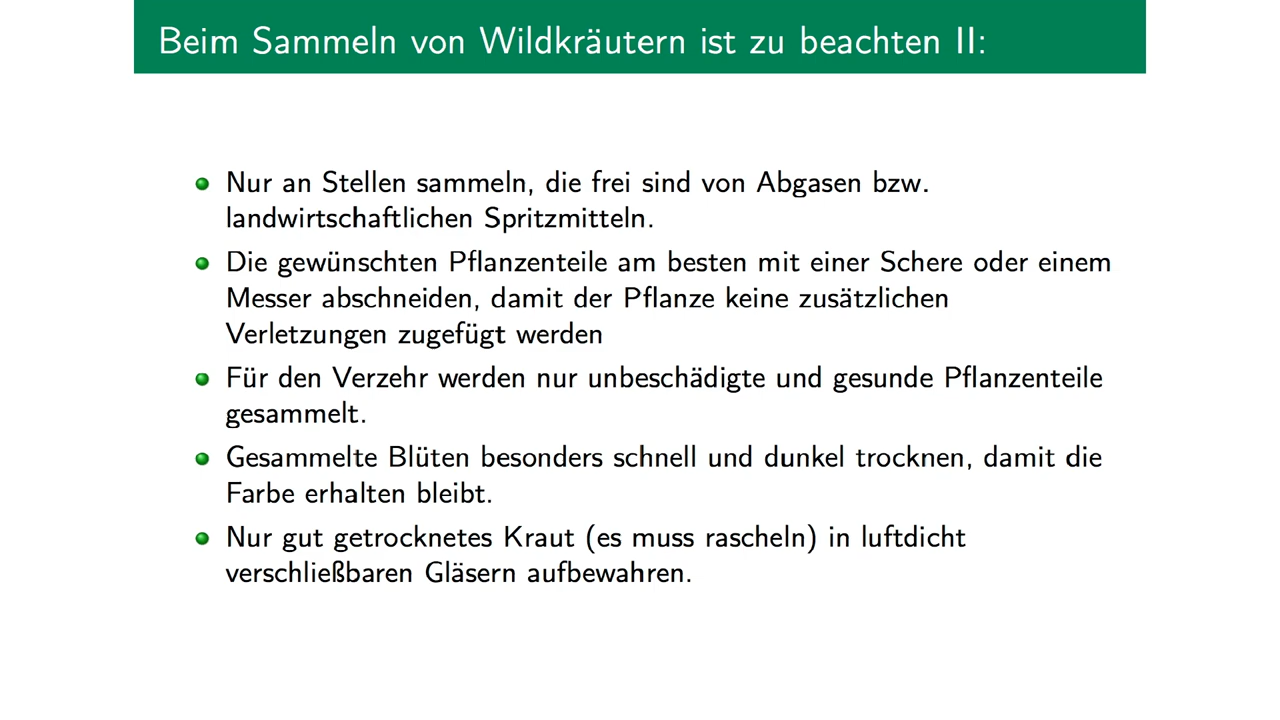 Beim Sammeln von Wildkräutern ist zu beachten II:
Nur an Stellen sammeln, die frei sind von Abgasen bzw.
landwirtschaftlichen Spritzmitteln.
Die gewünschten Pflanzenteile am besten mit einer Schere oder einem
Messer abschneiden, damit der Pflanze keine zusätzlichen
Verletzungen zugefügt werden
Für den Verzehr werden nur unbeschädigte und gesunde Pflanzenteile
gesammelt.
Gesammelte Blüten besonders schnell und dunkel trocknen, damit die
Farbe erhalten bleibt.
Nur gut getrocknetes Kraut (es muss rascheln) in luftdicht
verschließbaren Gläsern aufbewahren.